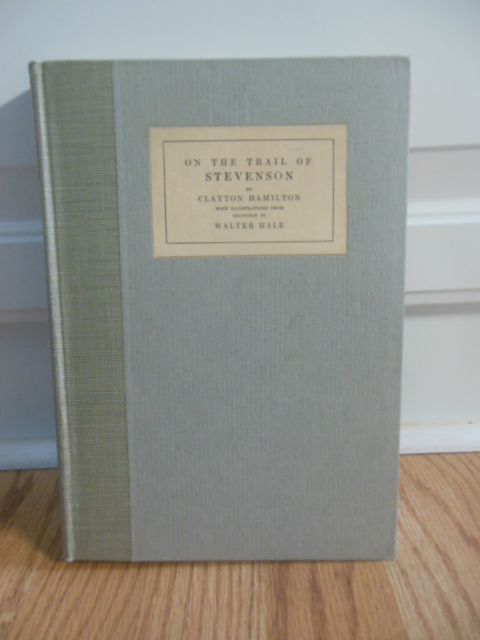 ON THE TRAIL OF
STEVENSON
BY
CLAYTON HAMILTON
WITH ILLUSTRATIONS FROM
DRAWINGS BY
WALTER HALE